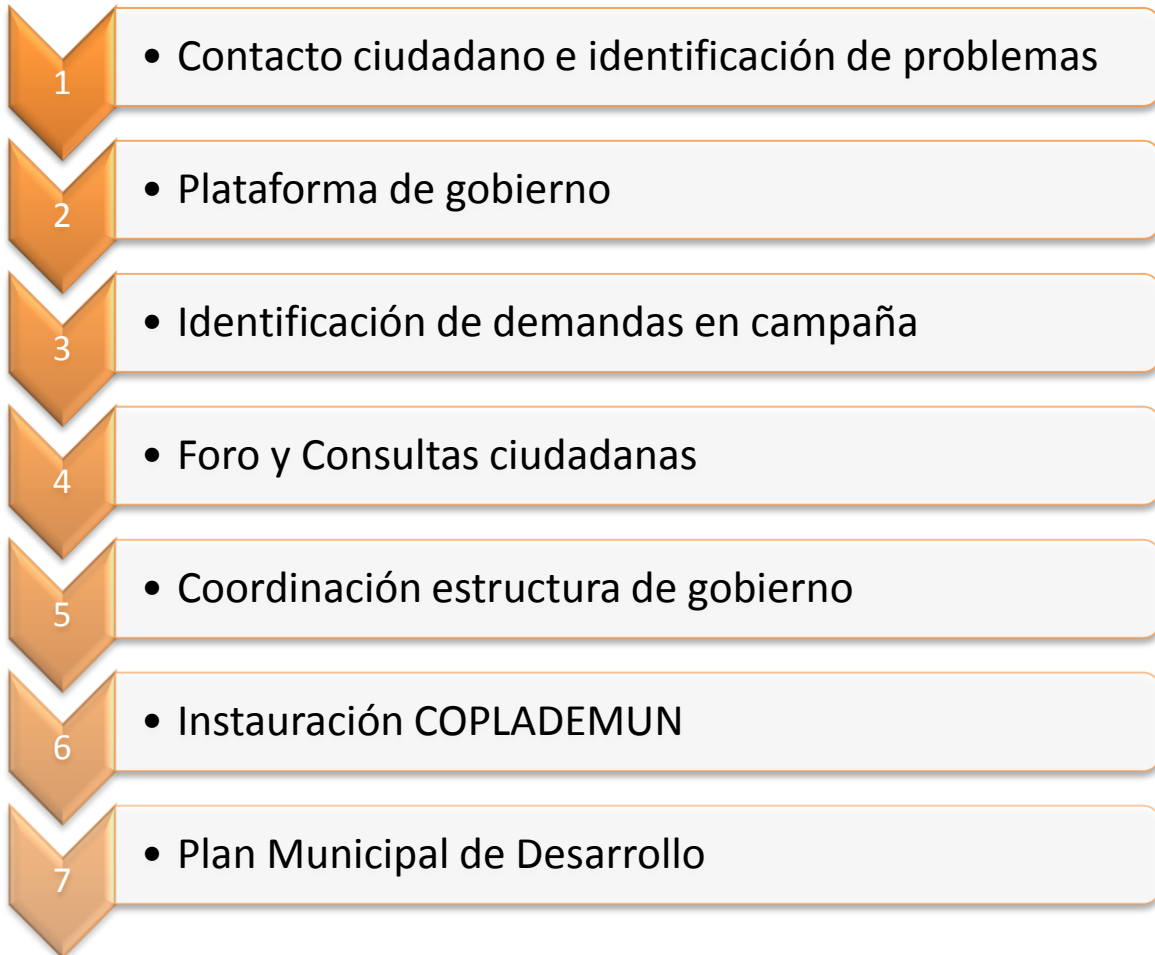 1
• Contacto ciudadano e identificación de problemas
2
• Plataforma de gobierno
3
• Identificación de demandas en campaña
4
• Foro y Consultas ciudadanas
5
• Coordinación estructura de gobierno
6
• Instauración COPLADEMUN
7
• Plan Municipal de Desarrollo